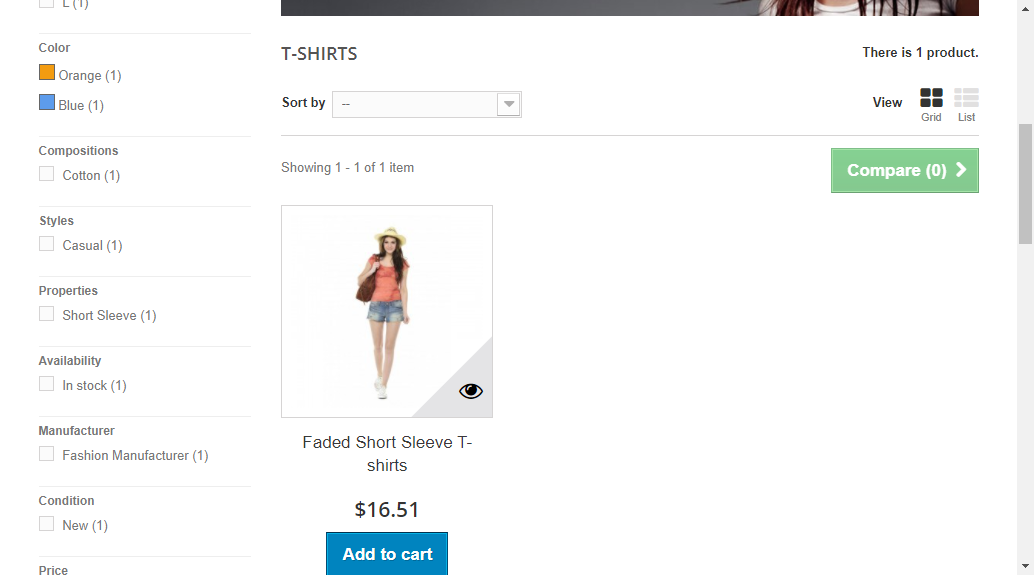 L (1)
Color
Orange (1)
Blue (1)
Compositions
Cotton (1)
Styles
Casual (1)
Properties
Short Sleeve (1)
Availability
In stock (1)
Manufacturer
Fashion Manufacturer (1)
Condition
New (1)
Price
T-SHIRTS
There is 1 product.
Sort by
--
View
Grid
List
Showing 1 - 1 of 1 item
Compare (0)
Faded Short Sleeve T-
shirts
$16.51
Add to cart